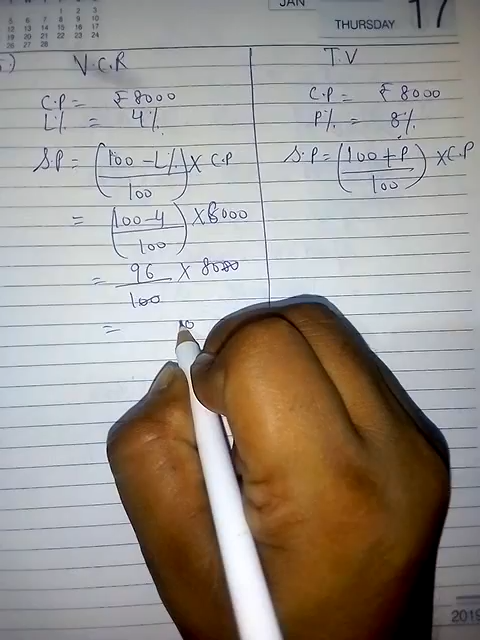 JAN
THURSDAY
17
V.C.R
C.P = ₹8000
L% = 4%
S.P = (100 - L% / 100) × C.P
= (100-4 / 100) × 8000
= 96 / 100 × 8000
=
T.V
C.P = ₹8000
P% = 8%
S.P = (100 + P / 100) × C.P
2019